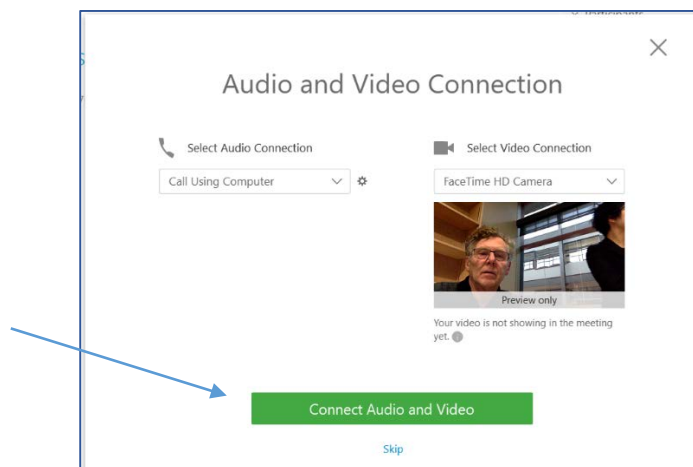 Audio and Video Connection
Select Audio Connection
Select Video Connection
Call Using Computer
FaceTime HD Camera
Preview only
Your video is not showing in the meeting
yet.
Connect Audio and Video
Skip